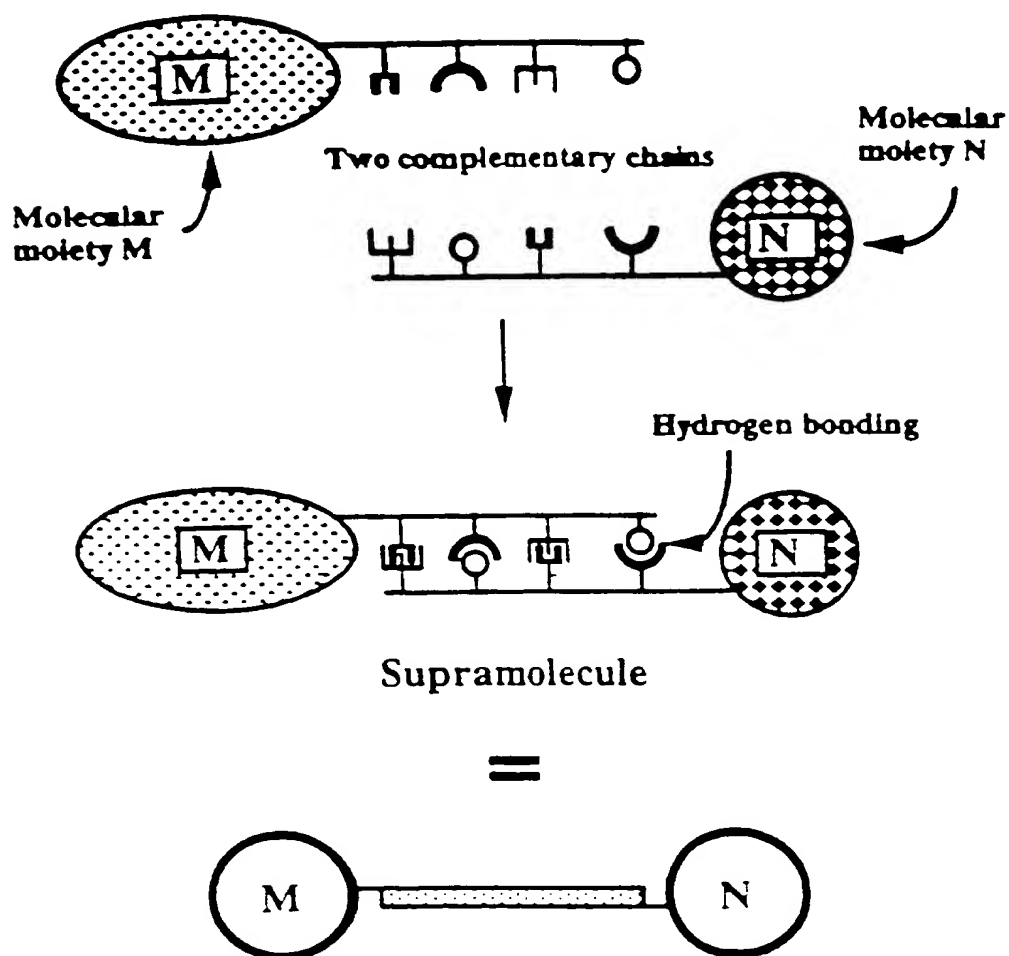 M
Two complementary chains
Molecular
moiety N
Molecular
moiety M
N
Hydrogen bonding
M
N
Supramolecule
=
M
N